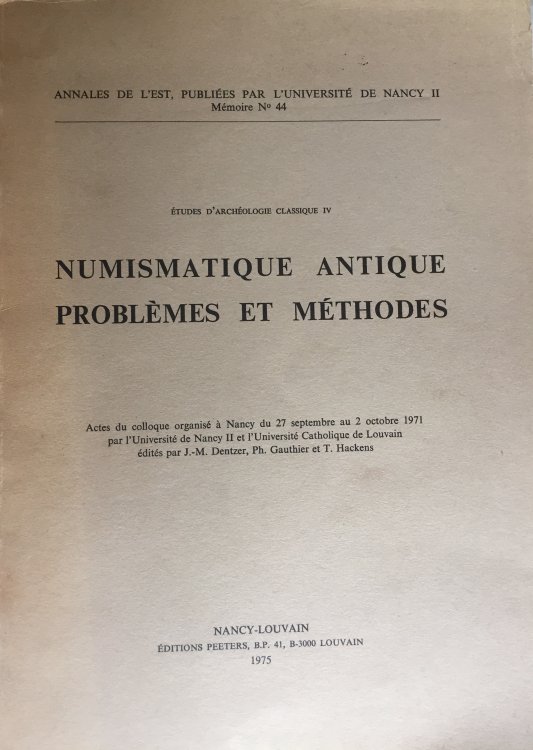 ANNALES DE L'EST, PUBLIÉES PAR L'UNIVERSITÉ DE NANCY II
Mémoire Nº 44
ÉTUDES D'ARCHÉOLOGIE CLASSIQUE IV
NUMISMATIQUE ANTIQUE
PROBLÈMES ET MÉTHODES
Actes du colloque organisé à Nancy du 27 septembre au 2 octobre 1971
par l'Université de Nancy II et l'Université Catholique de Louvain
édités par J.-M. Dentzer, Ph. Gauthier et T. Hackens
NANCY-LOUVAIN
ÉDITIONS PEETERS, B.P. 41, B-3000 LOUVAIN
1975